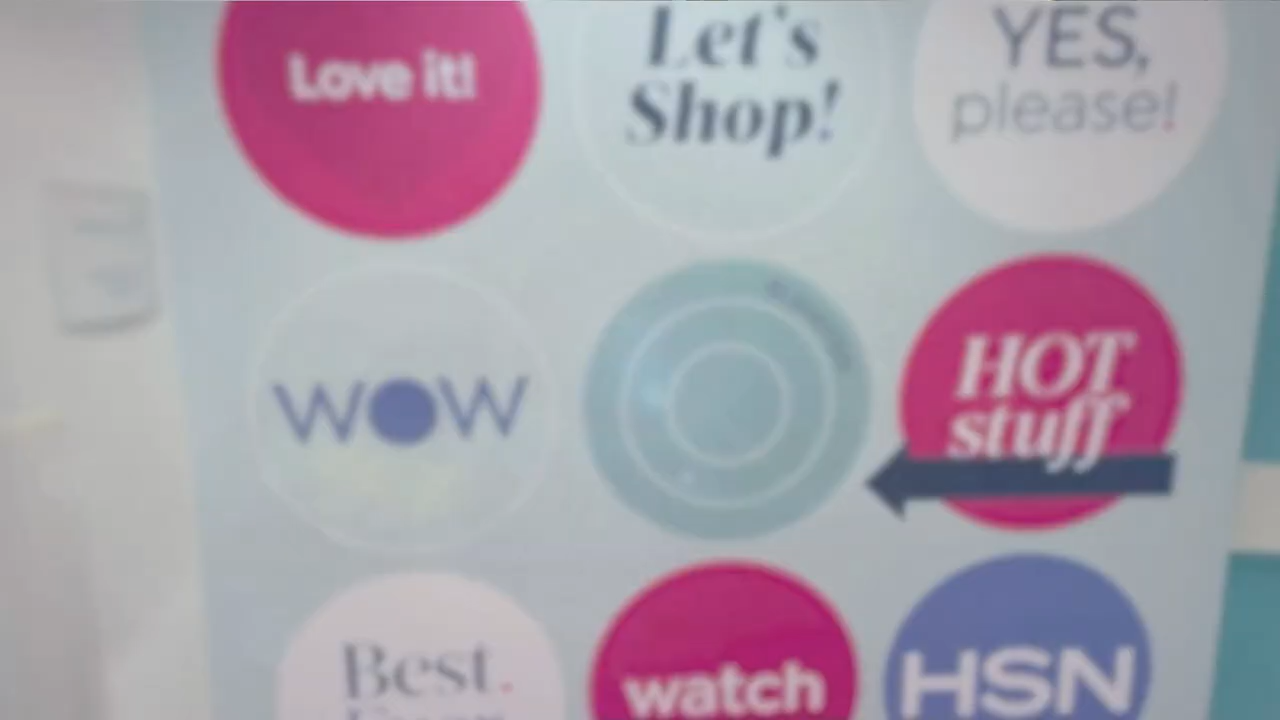 Love it!
Let's
Shop!
YES,
please!
WOW
HOT
stuff
Best.
watch
HSN